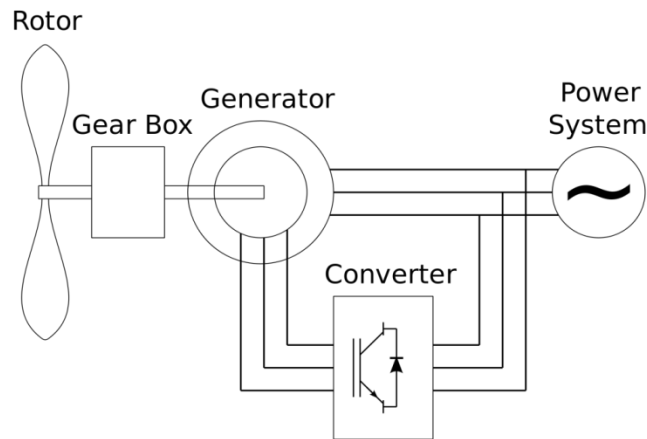 Rotor
Gear Box
Generator
Power
System
Converter